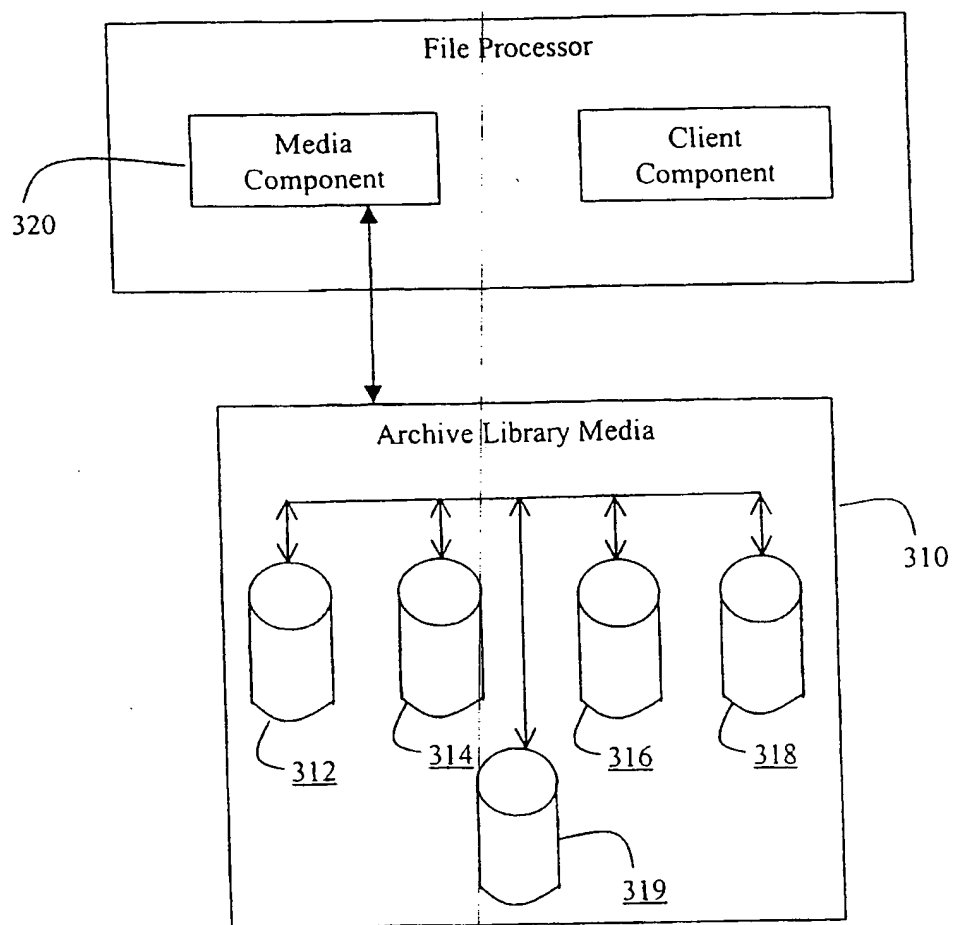 File Processor
Media
Component
Client
Component
320
Archive Library Media
310
312
314
316
318
319